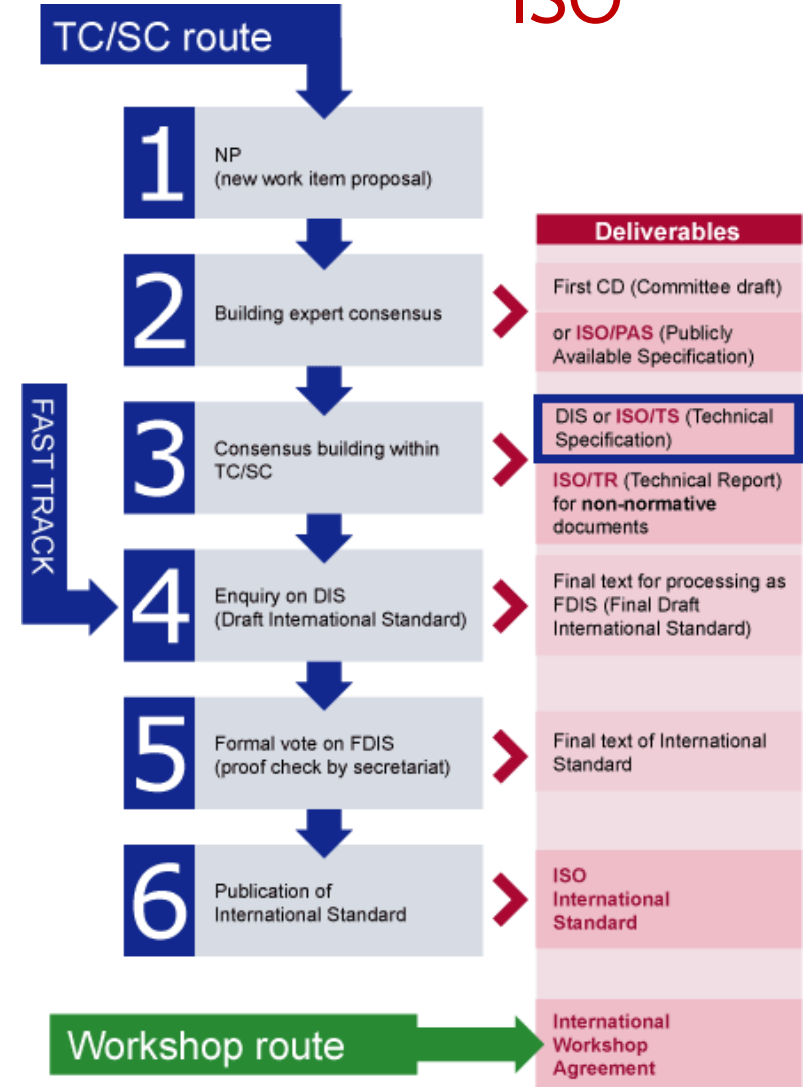 ISO
TC/SC route
1
NP
(new work item proposal)
Deliverables
2
Building expert consensus
First CD (Committee draft)
or ISO/PAS (Publicly
Available Specification)
FAST TRACK
3
Consensus building within
TC/SC
DIS or ISO/TS (Technical
Specification)
ISO/TR (Technical Report)
for non-normative
documents
4
Enquiry on DIS
(Draft International Standard)
Final text for processing as
FDIS (Final Draft
International Standard)
5
Formal vote on FDIS
(proof check by secretariat)
Final text of International
Standard
6
Publication of
International Standard
ISO
International
Standard
Workshop route
International
Workshop
Agreement